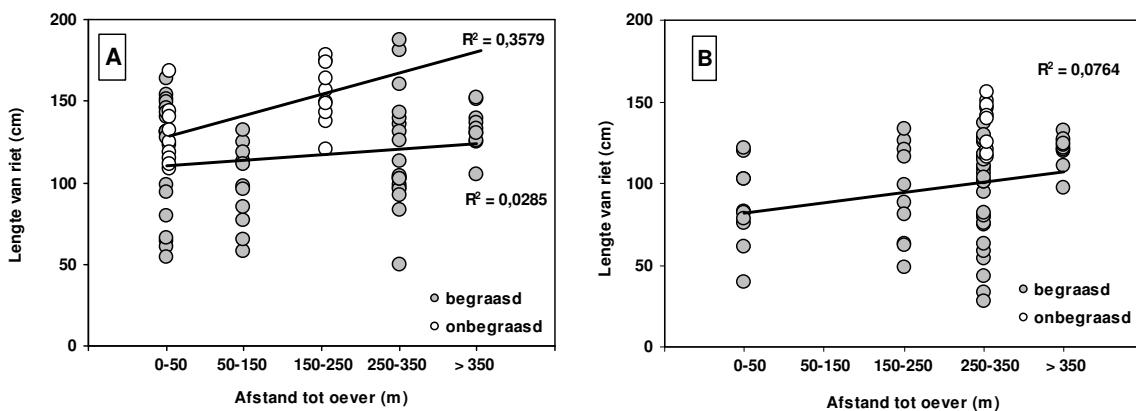 A
Lengte van riet (cm)
200
150
100
50
0
R² = 0,3579
R² = 0,0285
begraasd
onbegraasd
0-50 50-150 150-250 250-350 > 350
Afstand tot oever (m)
B
Lengte van riet (cm)
200
150
100
50
0
R² = 0,0764
begraasd
onbegraasd
0-50 50-150 150-250 250-350 > 350
Afstand tot oever (m)